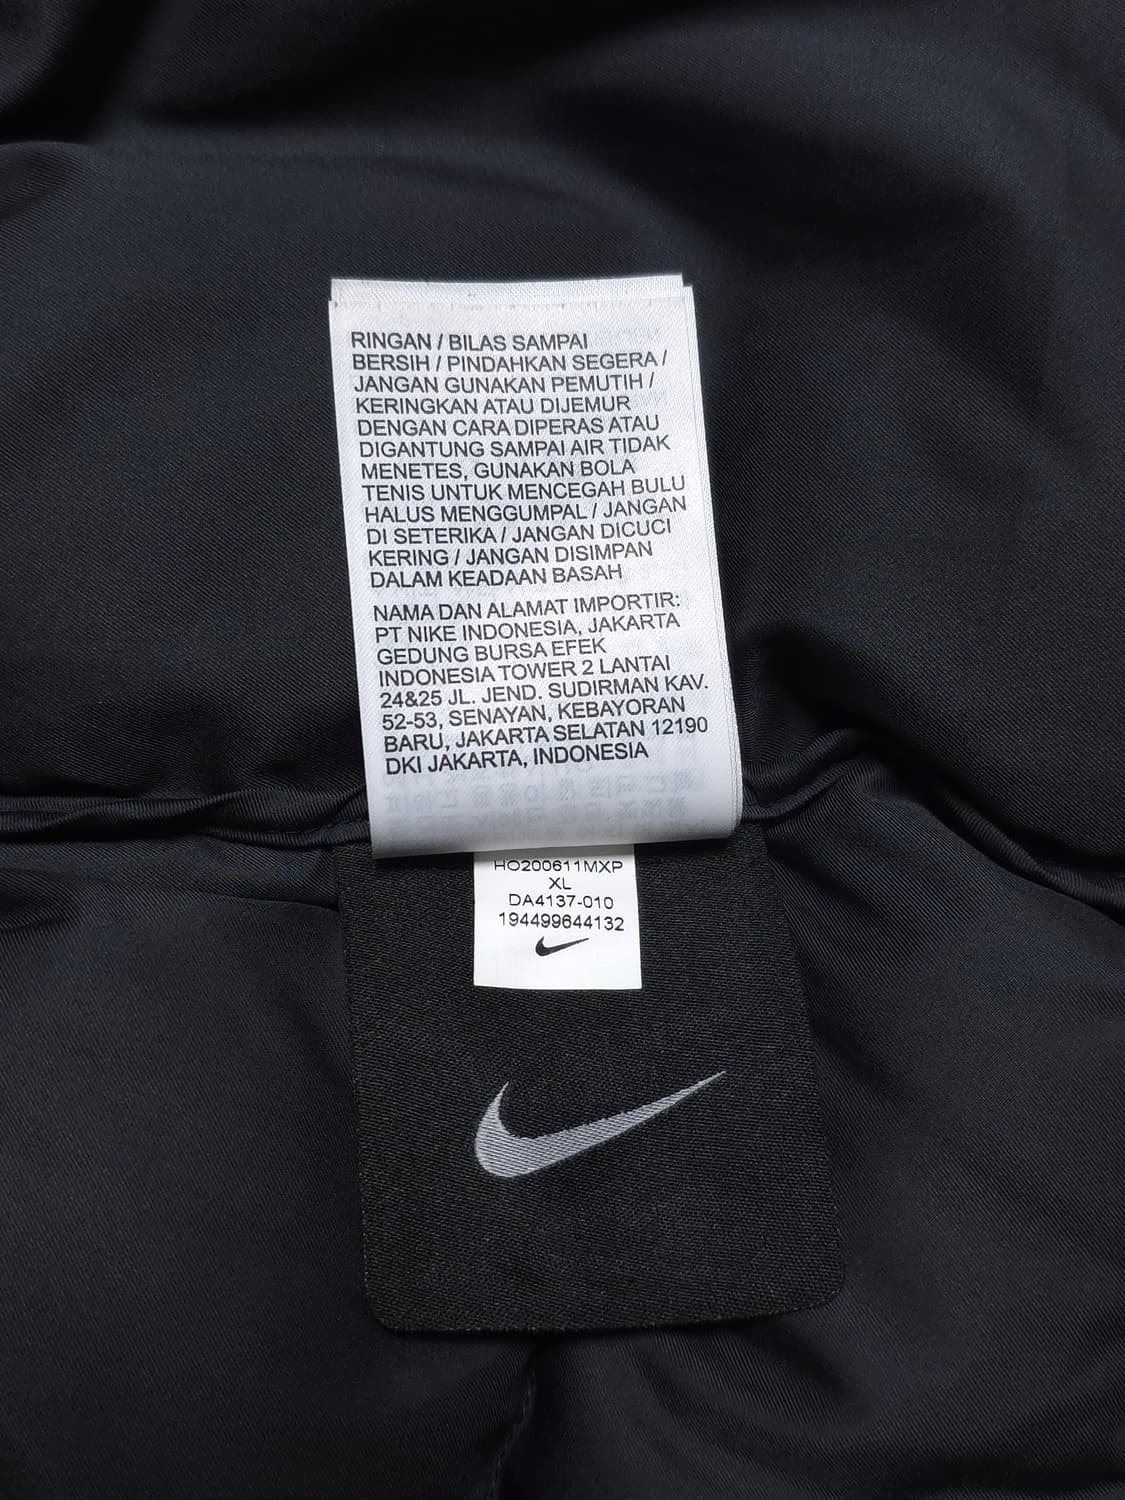 RINGAN / BILAS SAMPAI
BERSIH / PINDAHKAN SEGERA /
JANGAN GUNAKAN PEMUTIH /
KERINGKAN ATAU DIJEMUR
DENGAN CARA DIPERAS ATAU
DIGANTUNG SAMPAI AIR TIDAK
MENETES, GUNAKAN BOLA
TENIS UNTUK MENCEGAH BULU
HALUS MENGGUMPAL / JANGAN
DI SETERIKA / JANGAN DICUCI
KERING / JANGAN DISIMPAN
DALAM KEADAAN BASAH
NAMA DAN ALAMAT IMPORTIR:
PT NIKE INDONESIA, JAKARTA
GEDUNG BURSA EFEK
INDONESIA TOWER 2 LANTAI
24&25 JL. JEND. SUDIRMAN KAV.
52-53, SENAYAN, KEBAYORAN
BARU, JAKARTA SELATAN 12190
DKI JAKARTA, INDONESIA
HO200611MXP
XL
DA4137-010
194499644132